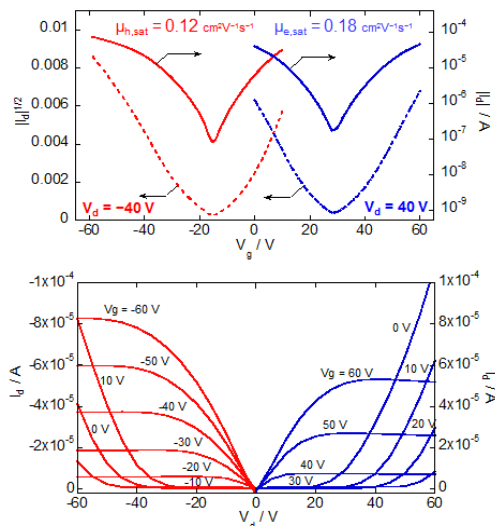 μh,sat = 0.12 cm²V⁻¹s⁻¹ μe,sat = 0.18 cm²V⁻¹s⁻¹
0.01
0.008
0.006
0.004
0.002
0
|Id|^1/2
10⁻⁴
10⁻⁵
10⁻⁶
10⁻⁷
10⁻⁸
10⁻⁹
|Id| / A
Vd = −40 V Vd = 40 V
-60 -40 -20 0 20 40 60
Vg / V
-1x10⁻⁴
-8x10⁻⁵
-6x10⁻⁵
-4x10⁻⁵
-2x10⁻⁵
0
Id / A
Vg = -60 V
-50 V
-40 V
-30 V
-20 V
-10 V
10 V
0 V
0 V
10 V
20 V
Vg = 60 V
50 V
40 V
30 V
1x10⁻⁴
8x10⁻⁵
6x10⁻⁵
4x10⁻⁵
2x10⁻⁵
0
Id / A
-60 -40 -20 0 20 40 60
Vd / V